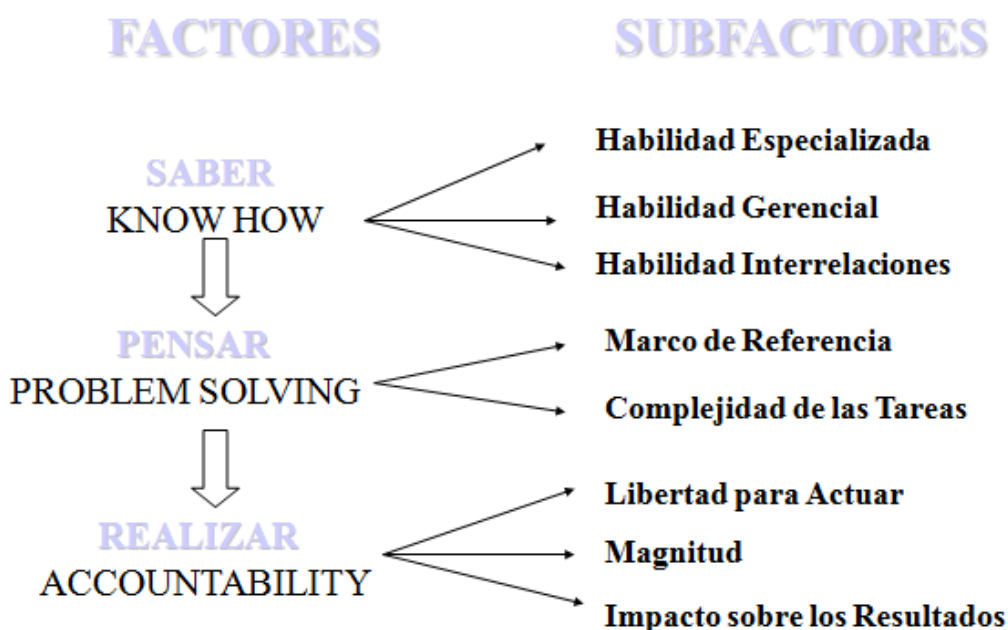 FACTORES
SUBFACTORES
SABER
KNOW HOW
Habilidad Especializada
Habilidad Gerencial
Habilidad Interrelaciones
PENSAR
PROBLEM SOLVING
Marco de Referencia
Complejidad de las Tareas
REALIZAR
ACCOUNTABILITY
Libertad para Actuar
Magnitud
Impacto sobre los Resultados